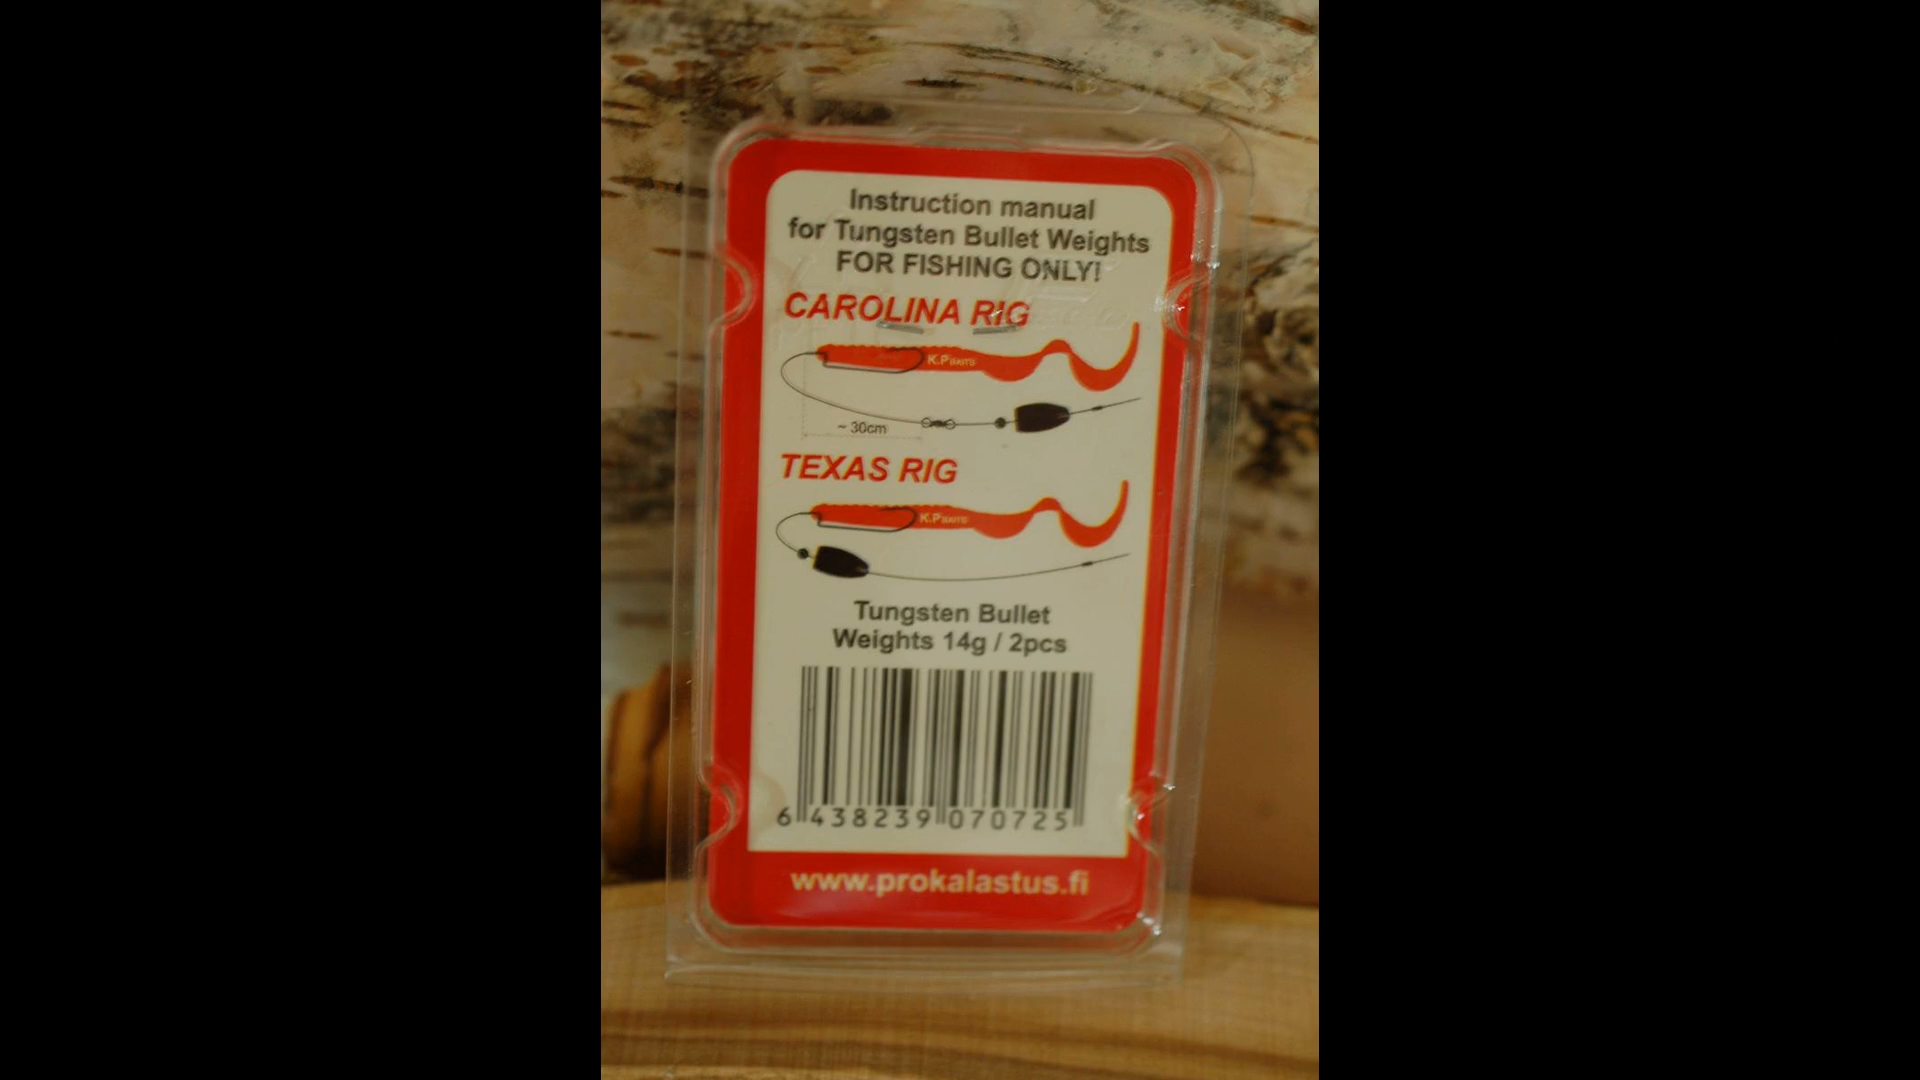 Instruction manual
for Tungsten Bullet Weights
FOR FISHING ONLY!
CAROLINA RIG
K.P BAITS
~ 30cm
TEXAS RIG
K.P BAITS
Tungsten Bullet
Weights 14g / 2pcs
6 438239 070725
www.prokalastus.fi